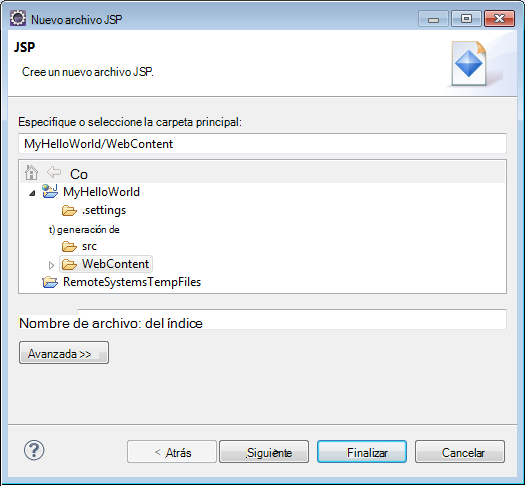 Nuevo archivo JSP
JSP
Cree un nuevo archivo JSP.
Especifique o seleccione la carpeta principal:
MyHelloWorld/WebContent
Co
MyHelloWorld
.settings
t) generación de
src
WebContent
RemoteSystemsTempFiles
Nombre de archivo: del índice
Avanzada >>
? < Atrás Siguiente > Finalizar Cancelar